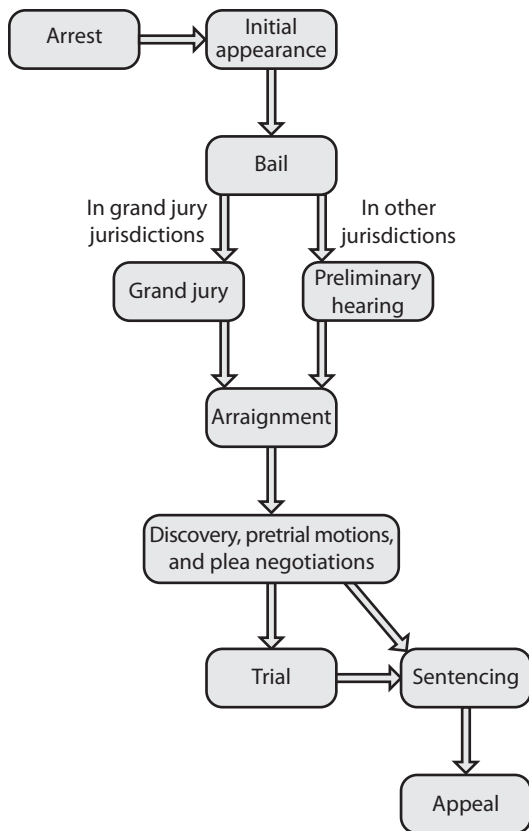 Arrest
Initial
appearance
Bail
In grand jury
jurisdictions
In other
jurisdictions
Grand jury
Preliminary
hearing
Arraignment
Discovery, pretrial motions,
and plea negotiations
Trial
Sentencing
Appeal